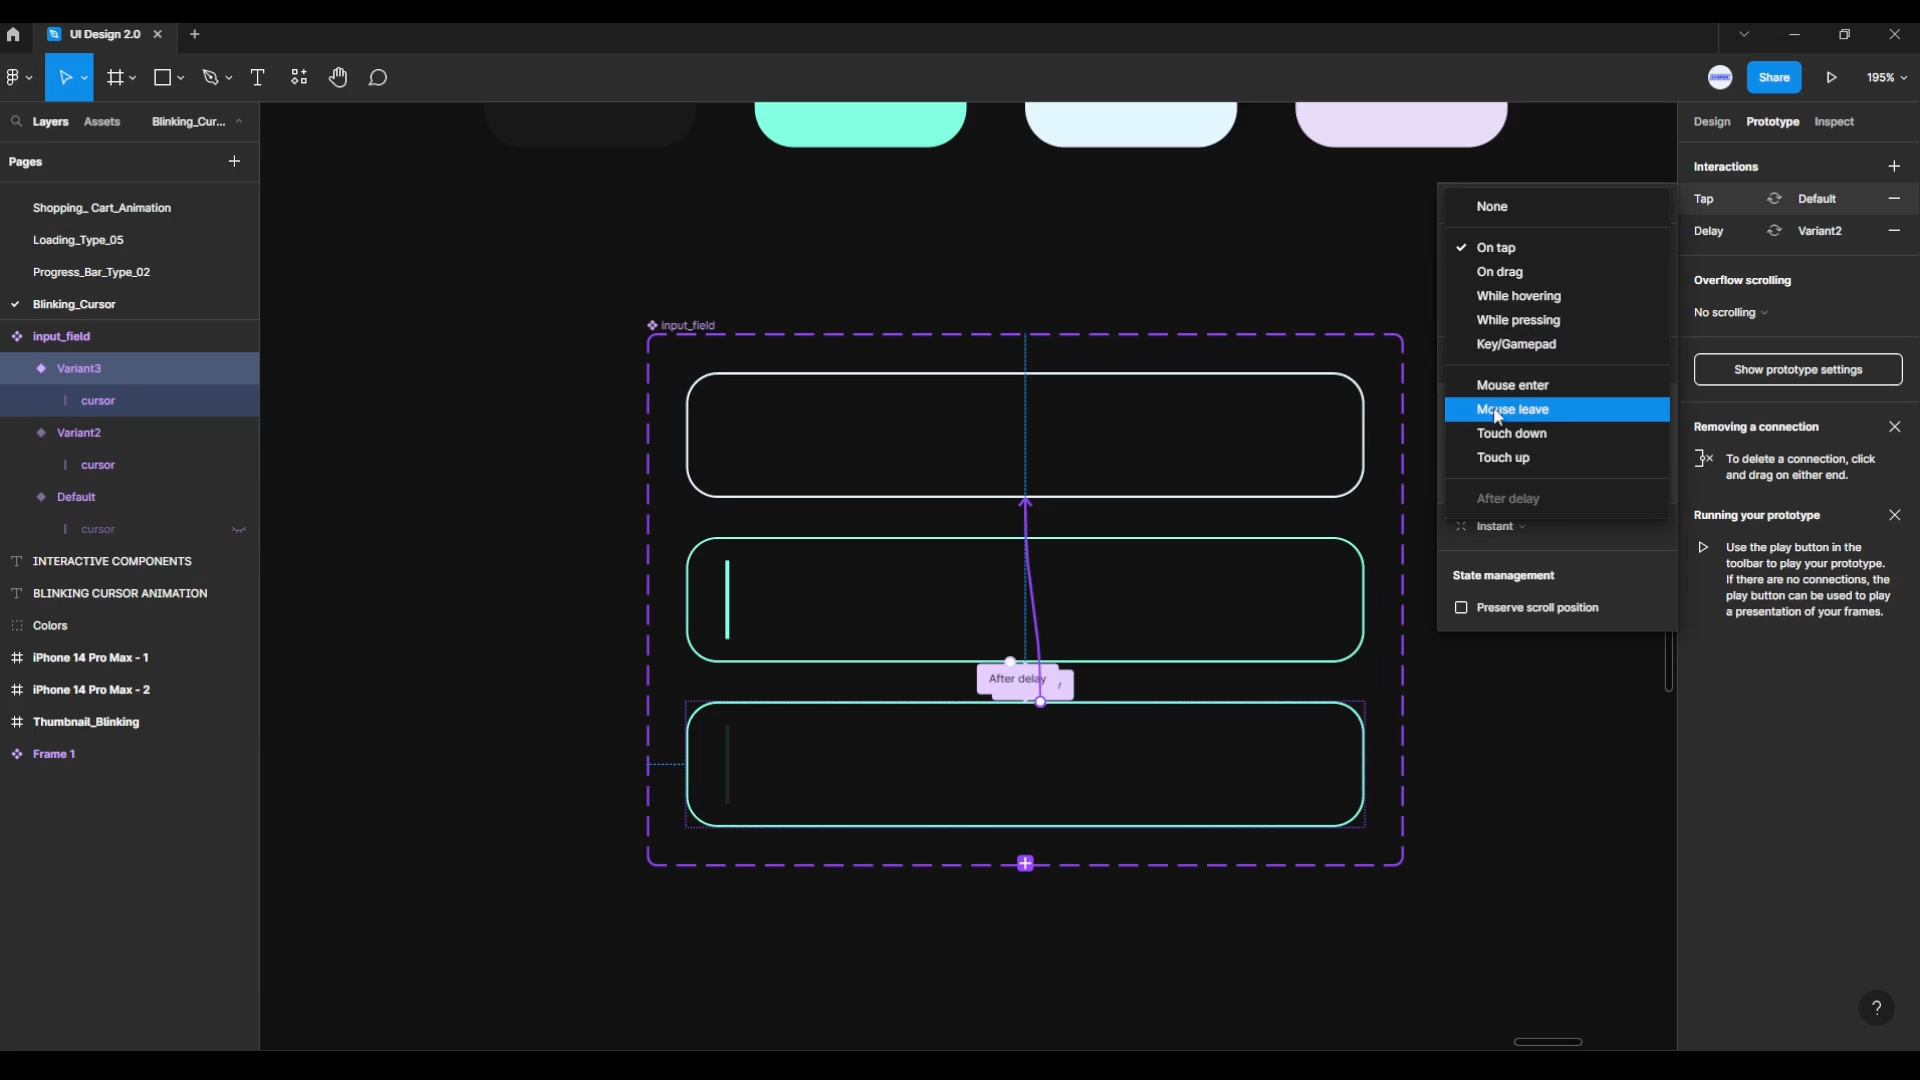 UI Design 2.0
Share
195%
Layers
Assets
Blinking_Cur...
Pages
Shopping_ Cart_Animation
Loading_Type_05
Progress_Bar_Type_02
Blinking_Cursor
input_field
Variant3
cursor
Variant2
cursor
Default
cursor
INTERACTIVE COMPONENTS
BLINKING CURSOR ANIMATION
Colors
iPhone 14 Pro Max - 1
iPhone 14 Pro Max - 2
Thumbnail_Blinking
Frame 1
input_field
After delay
None
On tap
On drag
While hovering
While pressing
Key/Gamepad
Mouse enter
Mouse leave
Touch down
Touch up
After delay
Instant
State management
Preserve scroll position
Design
Prototype
Inspect
Interactions
Tap
Default
Delay
Variant2
Overflow scrolling
No scrolling
Show prototype settings
Removing a connection
To delete a connection, click
and drag on either end.
Running your prototype
Use the play button in the
toolbar to play your prototype.
If there are no connections, the
play button can be used to play
a presentation of your frames.
?